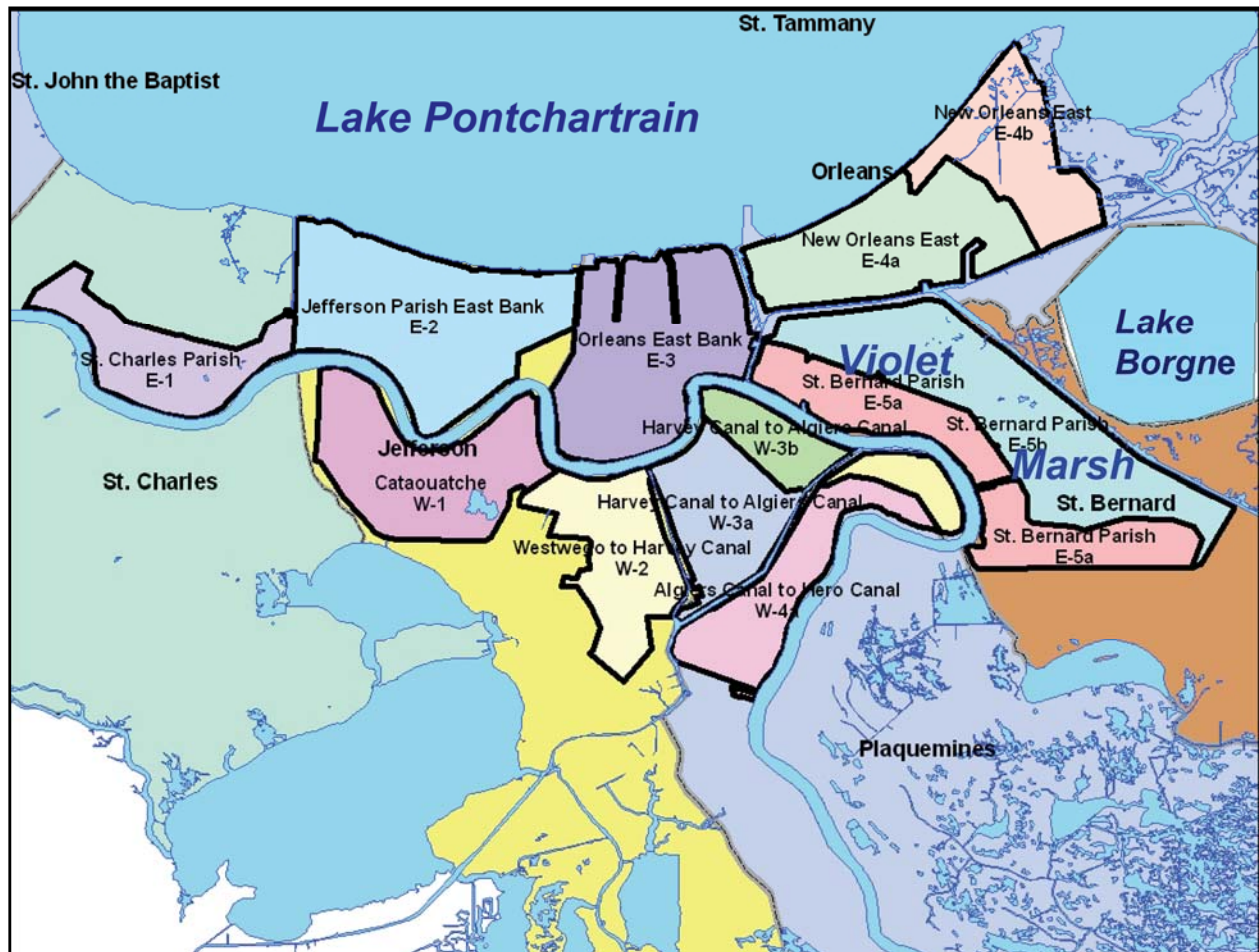 St. Tammany
St. John the Baptist
Lake Pontchartrain
New Orleans East
E-4b
Orleans
New Orleans East
E-4a
Jefferson Parish East Bank
E-2
Orleans East Bank
E-3
Lake
Borgne
St. Charles Parish
E-1
Violet
St. Bernard Parish
E-5a
St. Bernard Parish
E-5b
Harvey Canal to Algiers Canal
W-3b
Jefferson
Marsh
St. Charles
Cataouatche
W-1
Harvey Canal to Algiers Canal
W-3a
St. Bernard
St. Bernard Parish
E-5a
Westwego to Harvey Canal
W-2
Algiers Canal to Hero Canal
W-4a
Plaquemines